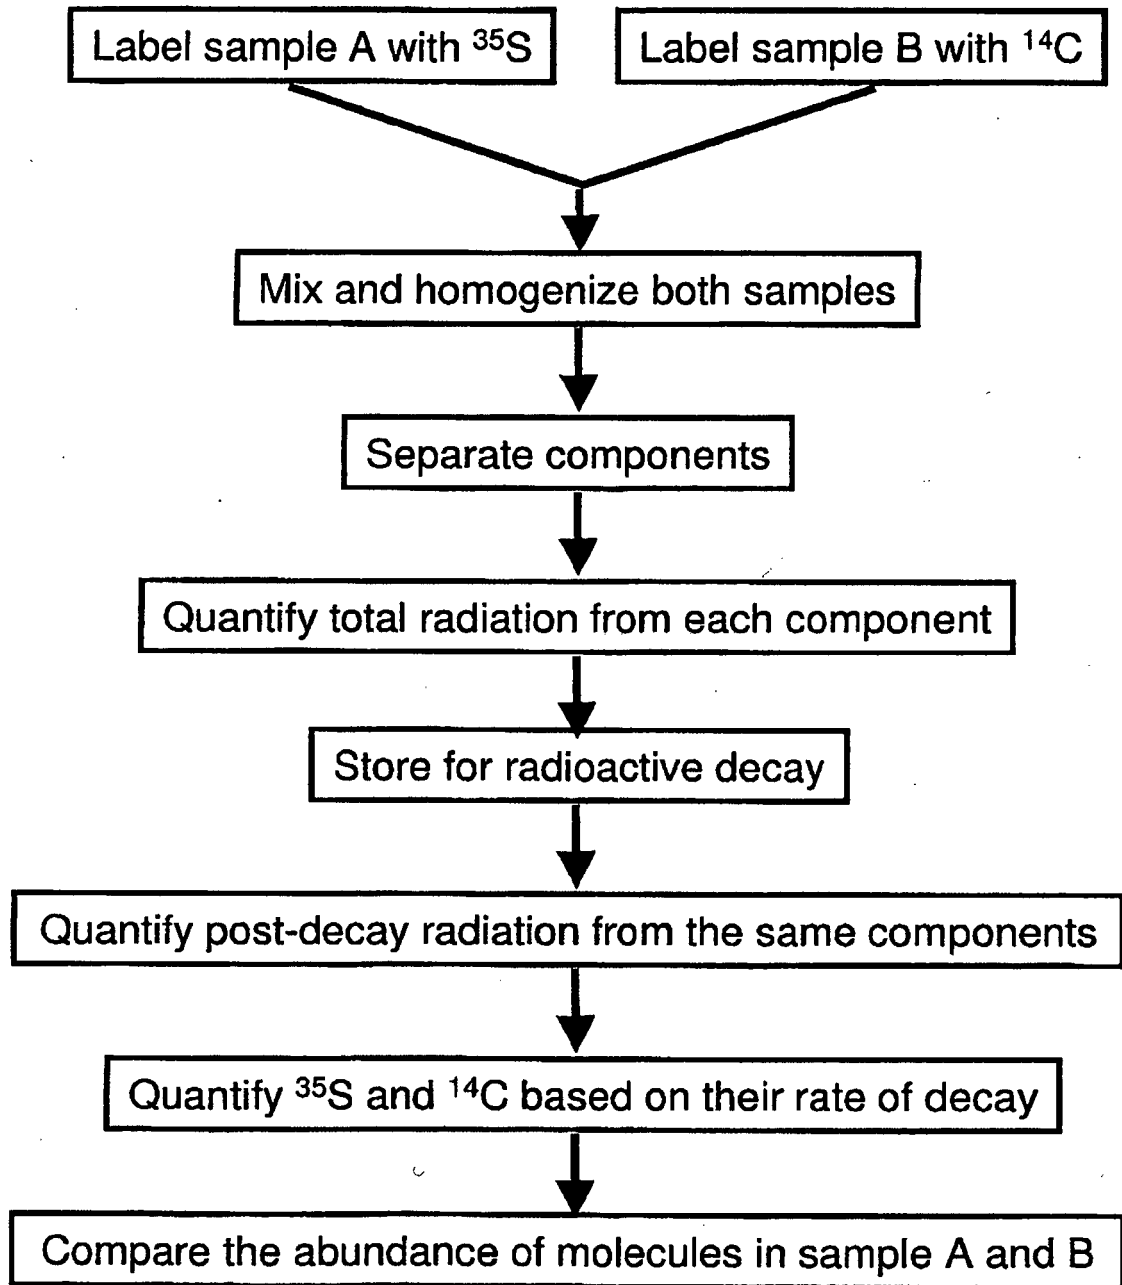 Label sample A with ³⁵S
Label sample B with ¹⁴C
Mix and homogenize both samples
Separate components
Quantify total radiation from each component
Store for radioactive decay
Quantify post-decay radiation from the same components
Quantify ³⁵S and ¹⁴C based on their rate of decay
Compare the abundance of molecules in sample A and B